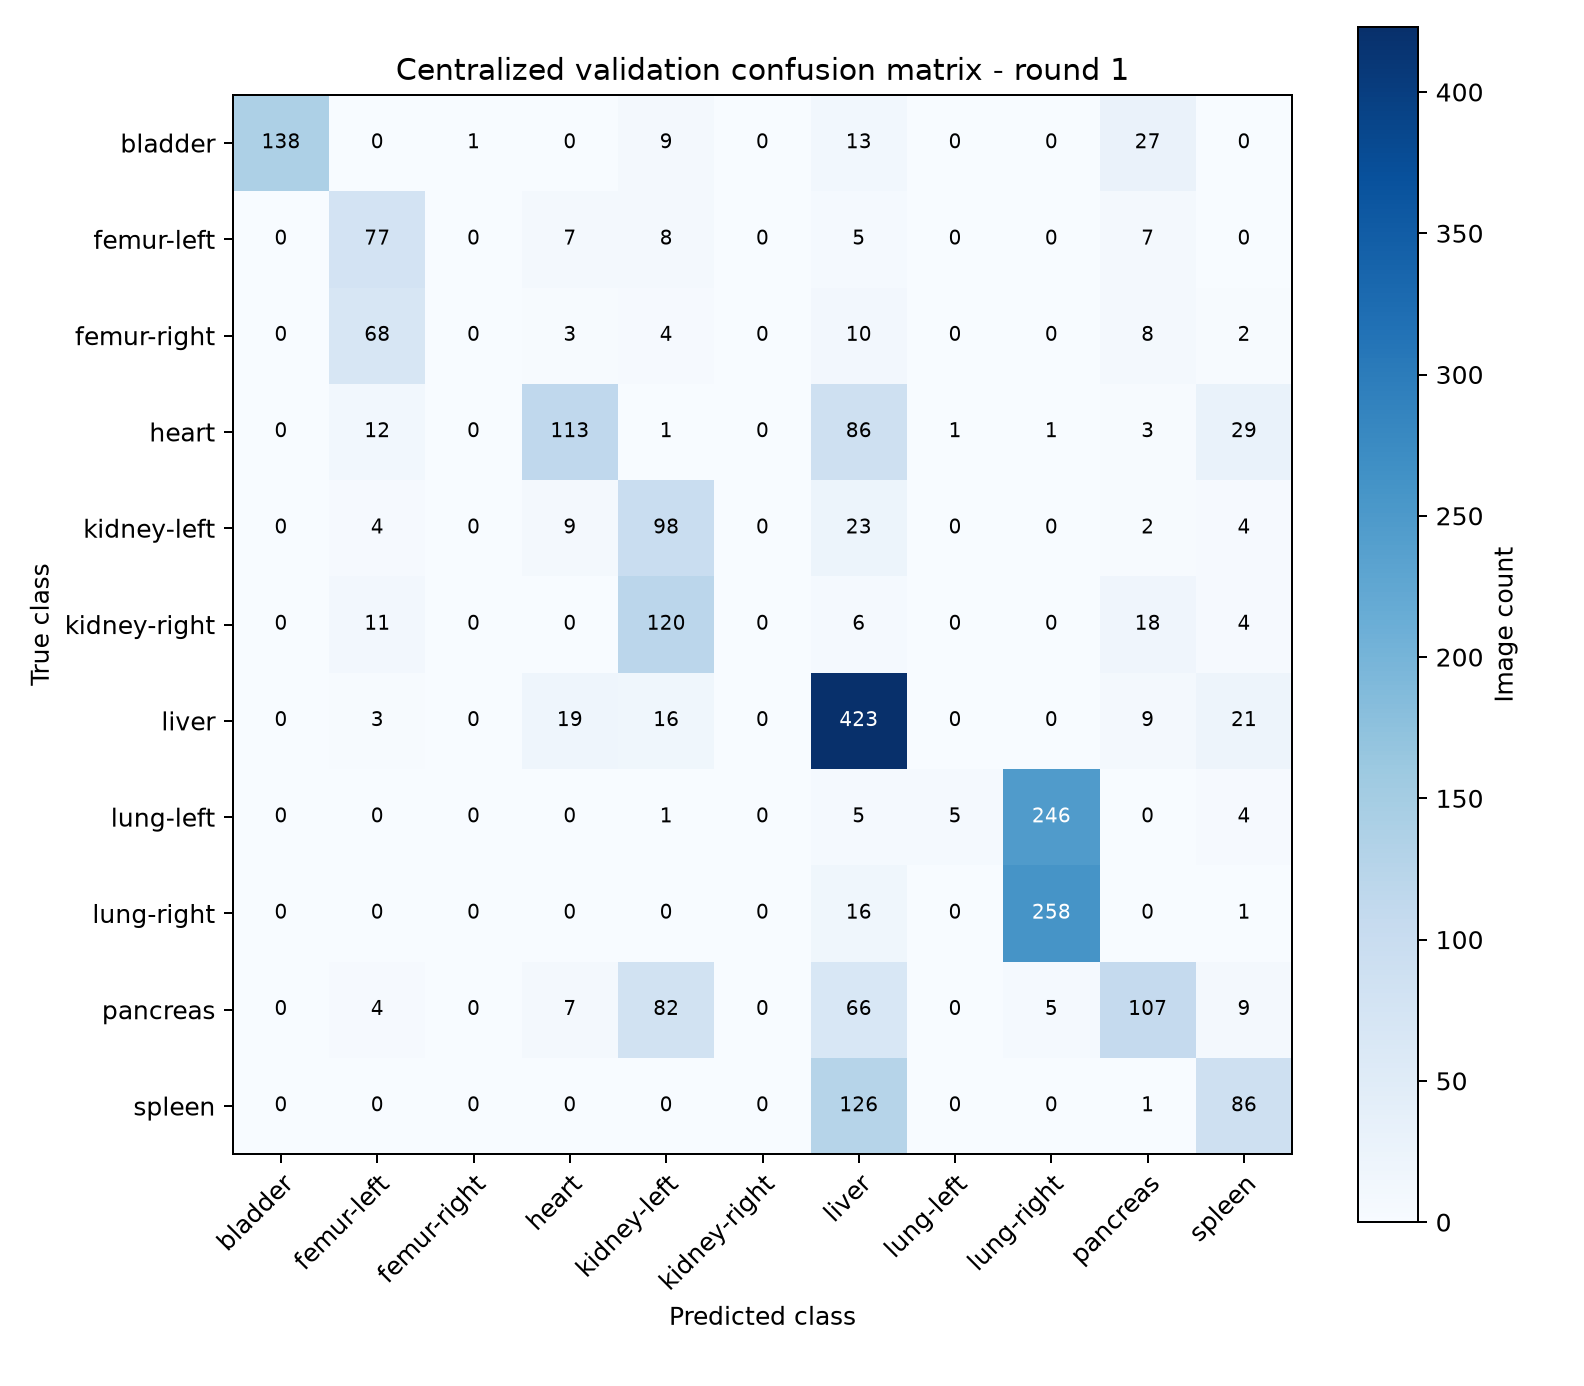 Centralized validation confusion matrix - round 1
bladder 138 0 1 0 9 0 13 0 0 27 0
femur-left 0 77 0 7 8 0 5 0 0 7 0
femur-right 0 68 0 3 4 0 10 0 0 8 2
heart 0 12 0 113 1 0 86 1 1 3 29
kidney-left 0 4 0 9 98 0 23 0 0 2 4
kidney-right 0 11 0 0 120 0 6 0 0 18 4
liver 0 3 0 19 16 0 423 0 0 9 21
lung-left 0 0 0 0 1 0 5 5 246 0 4
lung-right 0 0 0 0 0 0 16 0 258 0 1
pancreas 0 4 0 7 82 0 66 0 5 107 9
spleen 0 0 0 0 0 0 126 0 0 1 86
bladder femur-left femur-right heart kidney-left kidney-right liver lung-left lung-right pancreas spleen
Predicted class
True class
400
350
300
250
200
150
100
50
0
Image count